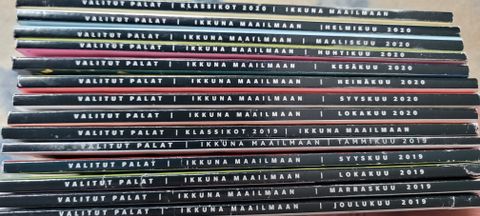 VALITUT PALAT | KLASSIKOT 2020 | IKKUNA MAAILMAAN
VALITUT PALAT | IKKUNA MAAILMAAN | HELMIKUU 2020
VALITUT PALAT | IKKUNA MAAILMAAN | MAALISKUU 2020
VALITUT PALAT | IKKUNA MAAILMAAN | HUHTIKUU 2020
VALITUT PALAT | IKKUNA MAAILMAAN | KESÄKUU 2020
VALITUT PALAT | IKKUNA MAAILMAAN | HEINÄKUU 2020
VALITUT PALAT | IKKUNA MAAILMAAN | SYYSKUU 2020
VALITUT PALAT | IKKUNA MAAILMAAN | LOKAKUU 2020
VALITUT PALAT | KLASSIKOT 2019 | IKKUNA MAAILMAAN
VALITUT PALAT | IKKUNA MAAILMAAN | TAMMIKUU 2019
VALITUT PALAT | IKKUNA MAAILMAAN | SYYSKUU 2019
VALITUT PALAT | IKKUNA MAAILMAAN | LOKAKUU 2019
VALITUT PALAT | IKKUNA MAAILMAAN | MARRASKUU 2019
VALITUT PALAT | IKKUNA MAAILMAAN | JOULUKUU 2019